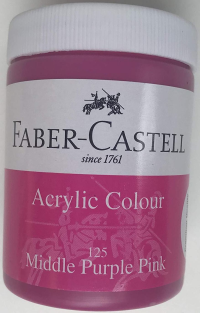 FABER-CASTELL
since 1761
Acrylic Colour
125
Middle Purple Pink